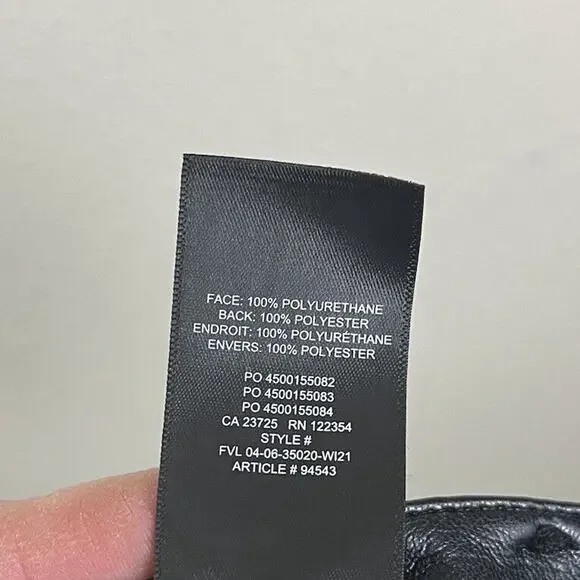 FACE: 100% POLYURETHANE
BACK: 100% POLYESTER
ENDROIT: 100% POLYURÉTHANE
ENVERS: 100% POLYESTER
PO 4500155082
PO 4500155083
PO 4500155084
CA 23725 RN 122354
STYLE #
FVL 04-06-35020-WI21
ARTICLE # 94543